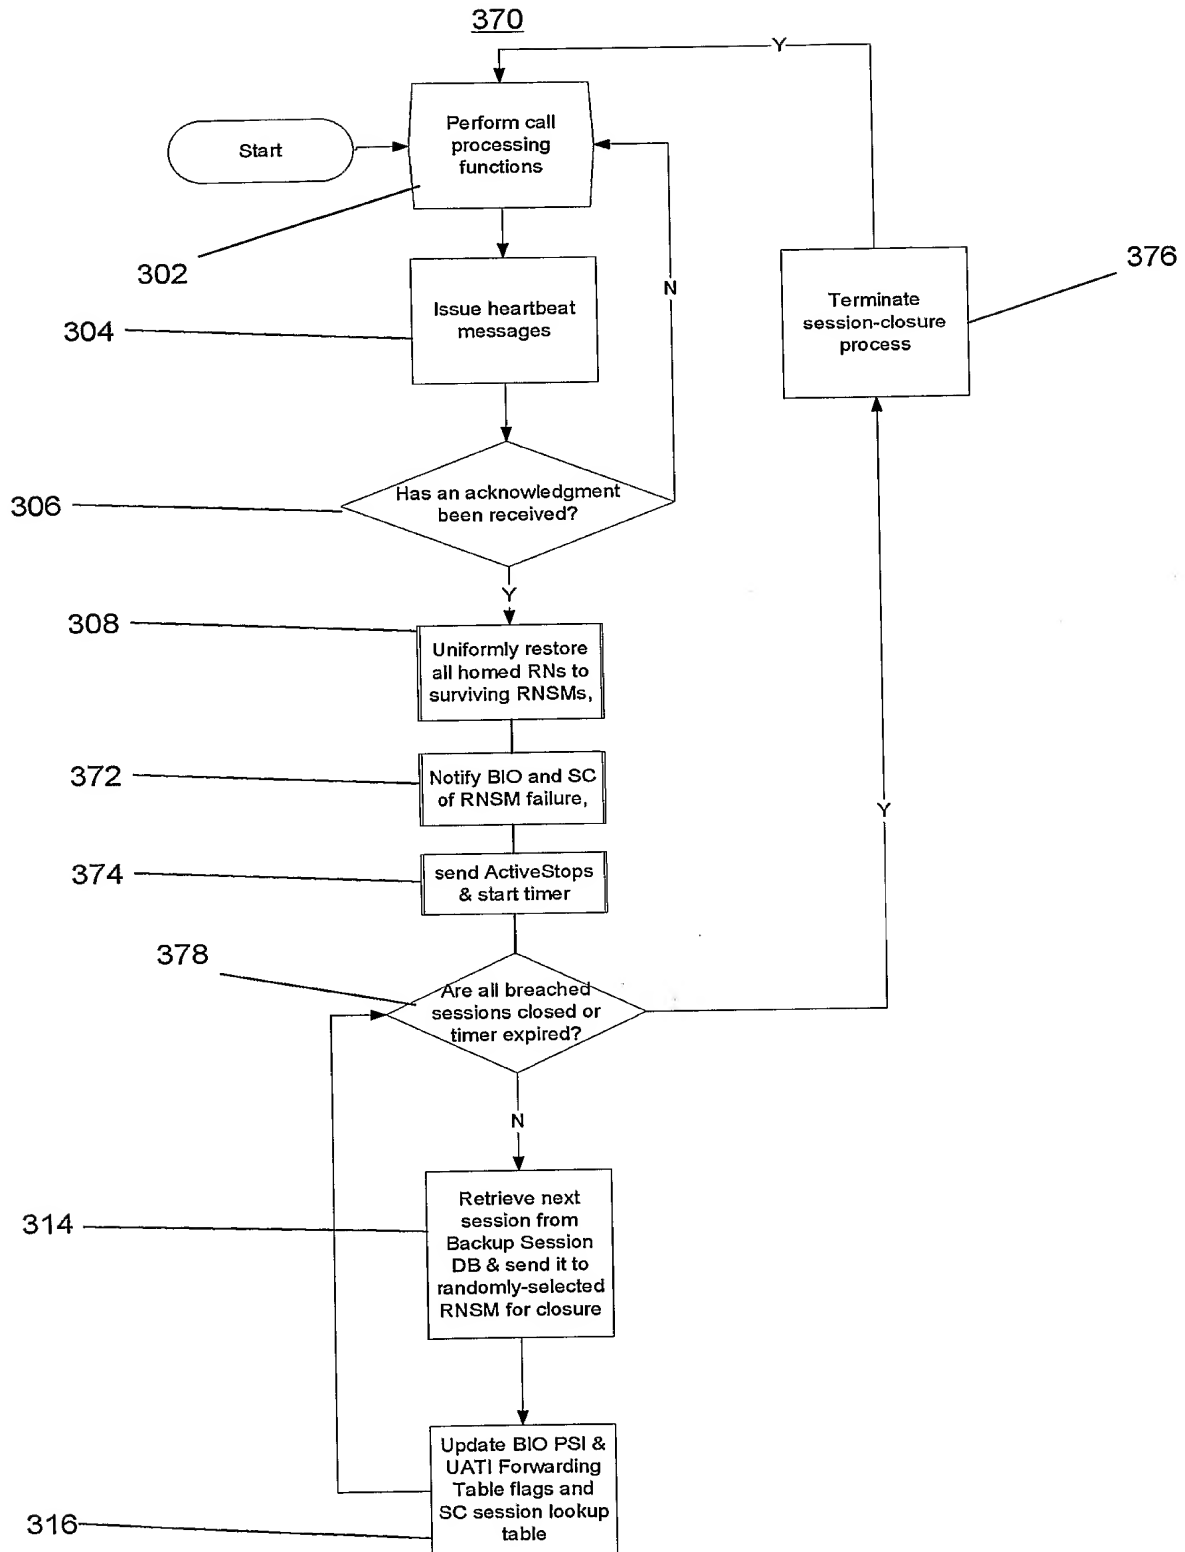 370
Y
Perform call
processing
functions
Start
302
N
376
Terminate
session-closure
process
304
Issue heartbeat
messages
306
Has an acknowledgment
been received?
Y
308
Uniformly restore
all homed RNs to
surviving RNSMs,
372
Notify BIO and SC
of RNSM failure,
374
send ActiveStops
& start timer
Y
378
Are all breached
sessions closed or
timer expired?
N
314
Retrieve next
session from
Backup Session
DB & send it to
randomly-selected
RNSM for closure
316
Update BIO PSI &
UATI Forwarding
Table flags and
SC session lookup
table